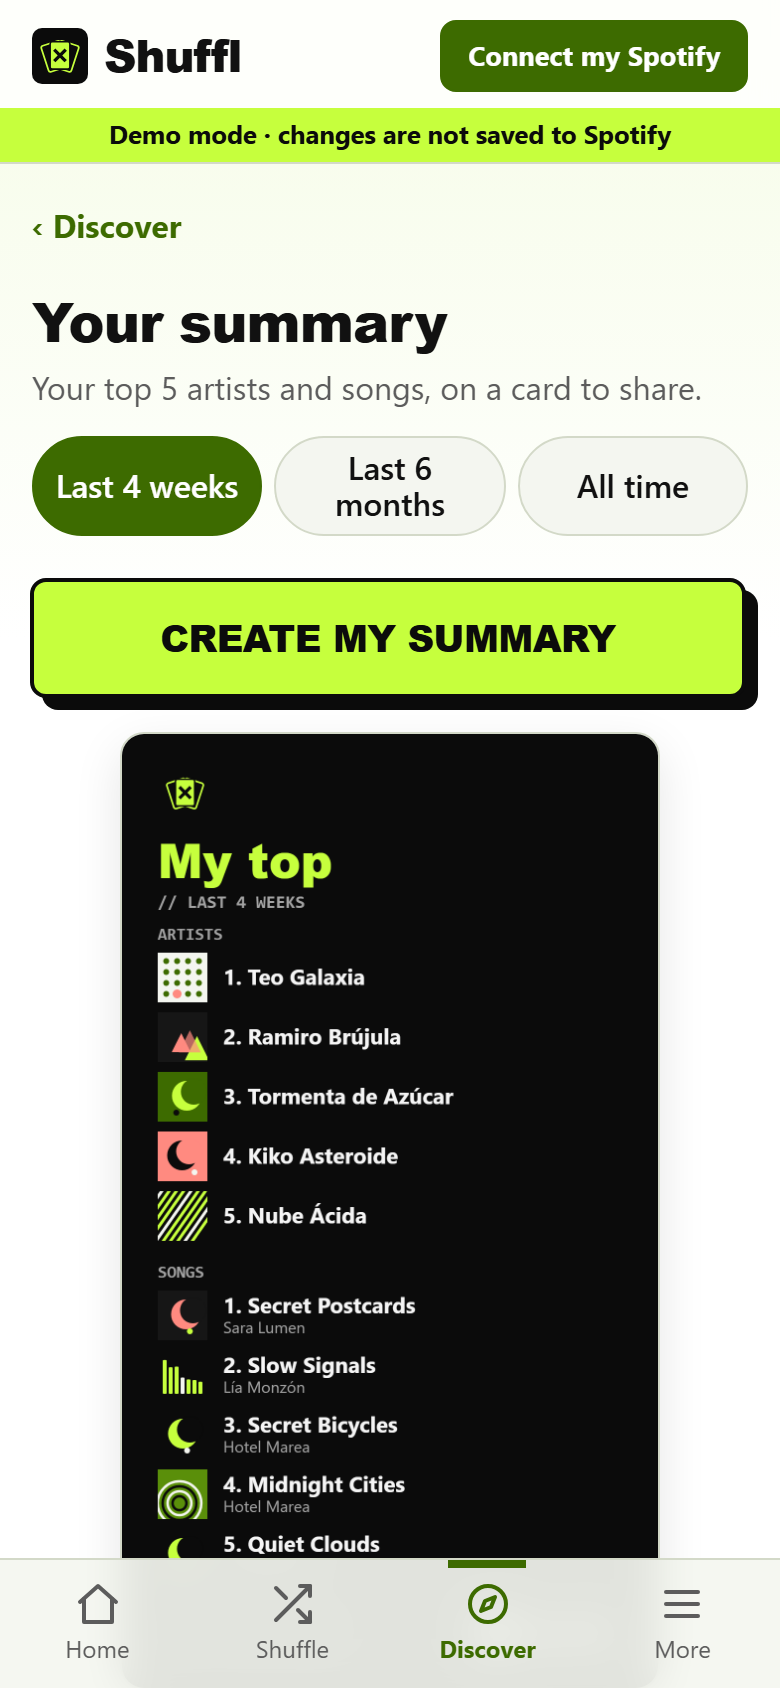 Shuffl
Connect my Spotify
Demo mode · changes are not saved to Spotify
‹ Discover
Your summary
Your top 5 artists and songs, on a card to share.
Last 4 weeks
Last 6
months
All time
CREATE MY SUMMARY
My top
// LAST 4 WEEKS
ARTISTS
1. Teo Galaxia
2. Ramiro Brújula
3. Tormenta de Azúcar
4. Kiko Asteroide
5. Nube Ácida
SONGS
1. Secret Postcards
Sara Lumen
2. Slow Signals
Lía Monzón
3. Secret Bicycles
Hotel Marea
4. Midnight Cities
Hotel Marea
5. Quiet Clouds
Home
Shuffle
Discover
More